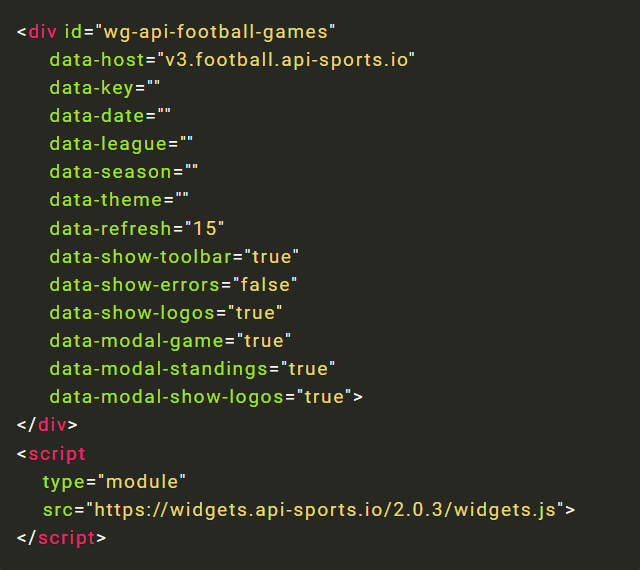 <div id="wg-api-football-games"
data-host="v3.football.api-sports.io"
data-key=""
data-date=""
data-league=""
data-season=""
data-theme=""
data-refresh="15"
data-show-toolbar="true"
data-show-errors="false"
data-show-logos="true"
data-modal-game="true"
data-modal-standings="true"
data-modal-show-logos="true">
</div>
<script
type="module"
src="https://widgets.api-sports.io/2.0.3/widgets.js">
</script>